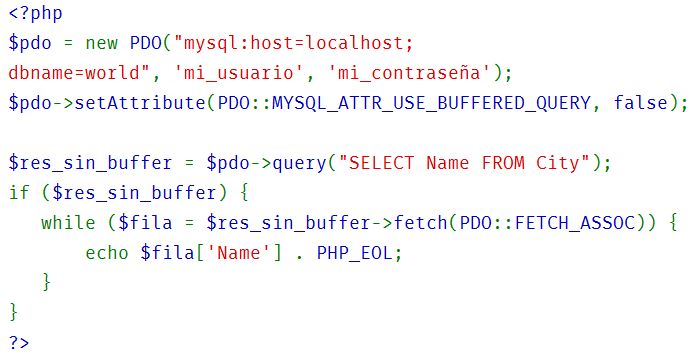 <?php
$pdo = new PDO("mysql:host=localhost;
dbname=world", 'mi_usuario', 'mi_contraseña');
$pdo->setAttribute(PDO::MYSQL_ATTR_USE_BUFFERED_QUERY, false);

$res_sin_buffer = $pdo->query("SELECT Name FROM City");
if ($res_sin_buffer) {
   while ($fila = $res_sin_buffer->fetch(PDO::FETCH_ASSOC)) {
       echo $fila['Name'] . PHP_EOL;
   }
}
?>